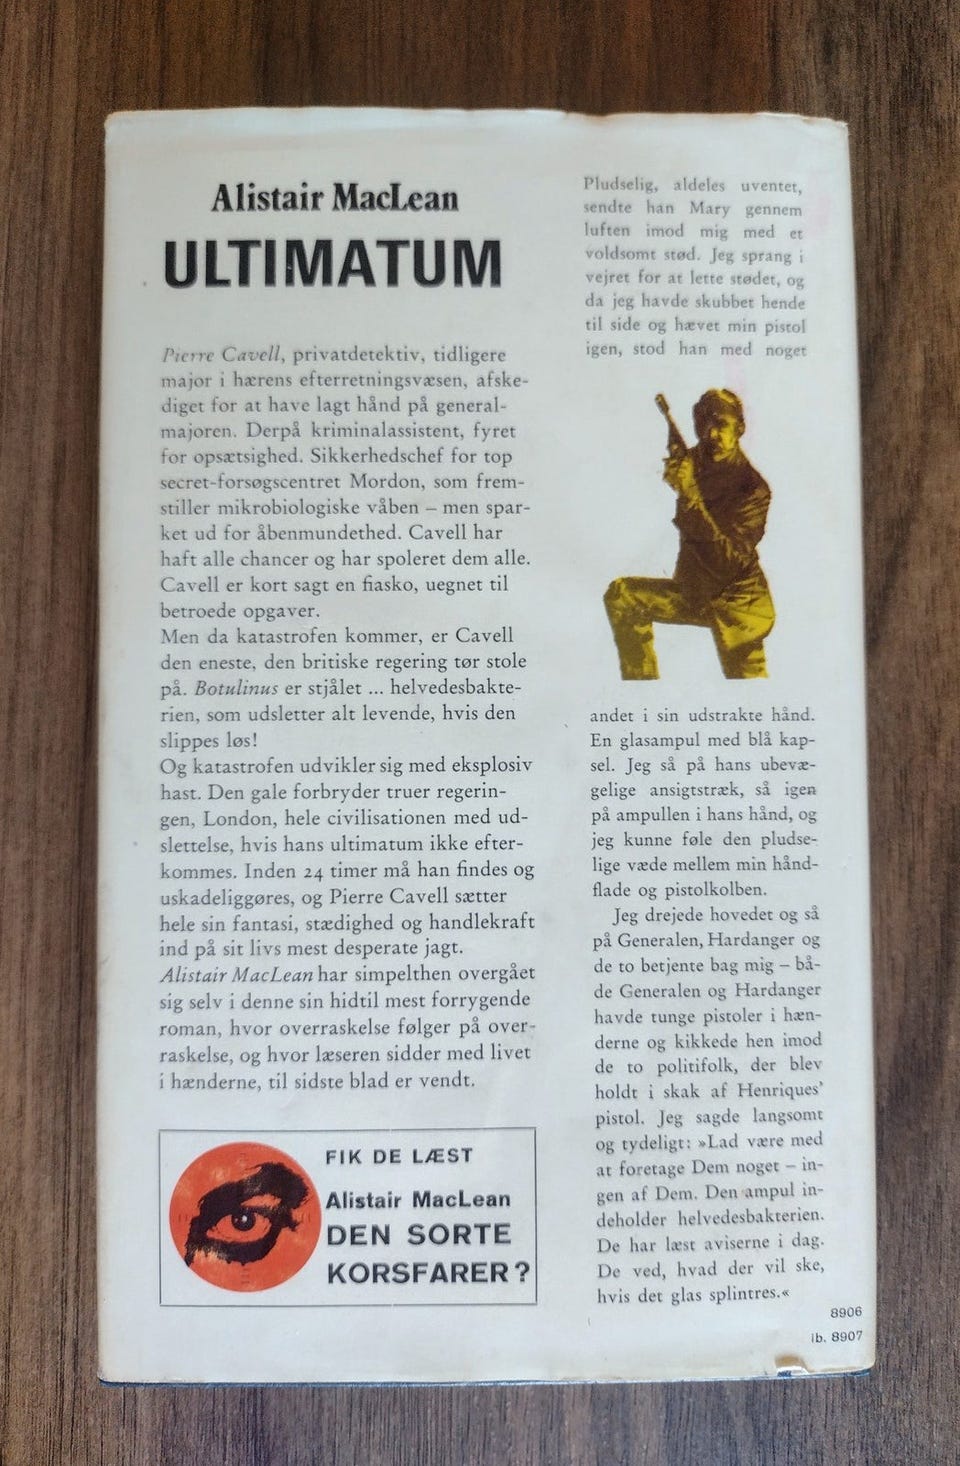 Alistair MacLean
ULTIMATUM
Pierre Cavell, privatdetektiv, tidligere
major i hærens efterretningsvæsen, afske-
diget for at have lagt hånd på general-
majoren. Derpå kriminalassistent, fyret
for opsætsighed. Sikkerhedschef for top
secret-forsøgscentret Mordon, som frem-
stiller mikrobiologiske våben – men spar-
ket ud for åbenmundethed. Cavell har
haft alle chancer og har spoleret dem alle.
Cavell er kort sagt en fiasko, uegnet til
betroede opgaver.
Men da katastrofen kommer, er Cavell
den eneste, den britiske regering tør stole
på. Botulinus er stjålet ... helvedesbakte-
rien, som udsletter alt levende, hvis den
slippes løs!
Og katastrofen udvikler sig med eksplosiv
hast. Den gale forbryder truer regerin-
gen, London, hele civilisationen med ud-
slettelse, hvis hans ultimatum ikke efter-
kommes. Inden 24 timer må han findes og
uskadeliggøres, og Pierre Cavell sætter
hele sin fantasi, stædighed og handlekraft
ind på sit livs mest desperate jagt.
Alistair MacLean har simpelthen overgået
sig selv i denne sin hidtil mest forrygende
roman, hvor overraskelse følger på over-
raskelse, og hvor læseren sidder med livet
i hænderne, til sidste blad er vendt.
FIK DE LÆST
Alistair MacLean
DEN SORTE
KORSFARER?
Pludselig, aldeles uventet,
sendte han Mary gennem
luften imod mig med et
voldsomt stød. Jeg sprang i
vejret for at lette stødet, og
da jeg havde skubbet hende
til side og hævet min pistol
igen, stod han med noget
andet i sin udstrakte hånd.
En glasampul med blå kap-
sel. Jeg så på hans ubevæ-
gelige ansigtstræk, så igen
på ampullen i hans hånd, og
jeg kunne føle den pludse-
lige væde mellem min hånd-
flade og pistolkolben.
Jeg drejede hovedet og så
på Generalen, Hardanger og
de to betjente bag mig – bå-
de Generalen og Hardanger
havde tunge pistoler i hæn-
derne og kikkede hen imod
de to politifolk, der blev
holdt i skak af Henriques'
pistol. Jeg sagde langsomt
og tydeligt: »Lad være med
at foretage Dem noget – in-
gen af Dem. Den ampul in-
deholder helvedesbakterien.
De har læst aviserne i dag.
De ved, hvad der vil ske,
hvis det glas splintres.«
8906
ib. 8907